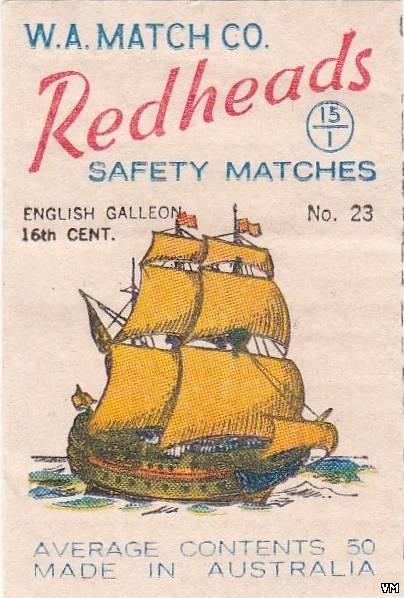 W.A. MATCH CO.
Redheads
15
1
SAFETY MATCHES
ENGLISH GALLEON No. 23
16th CENT.
AVERAGE CONTENTS 50
MADE IN AUSTRALIA
VM